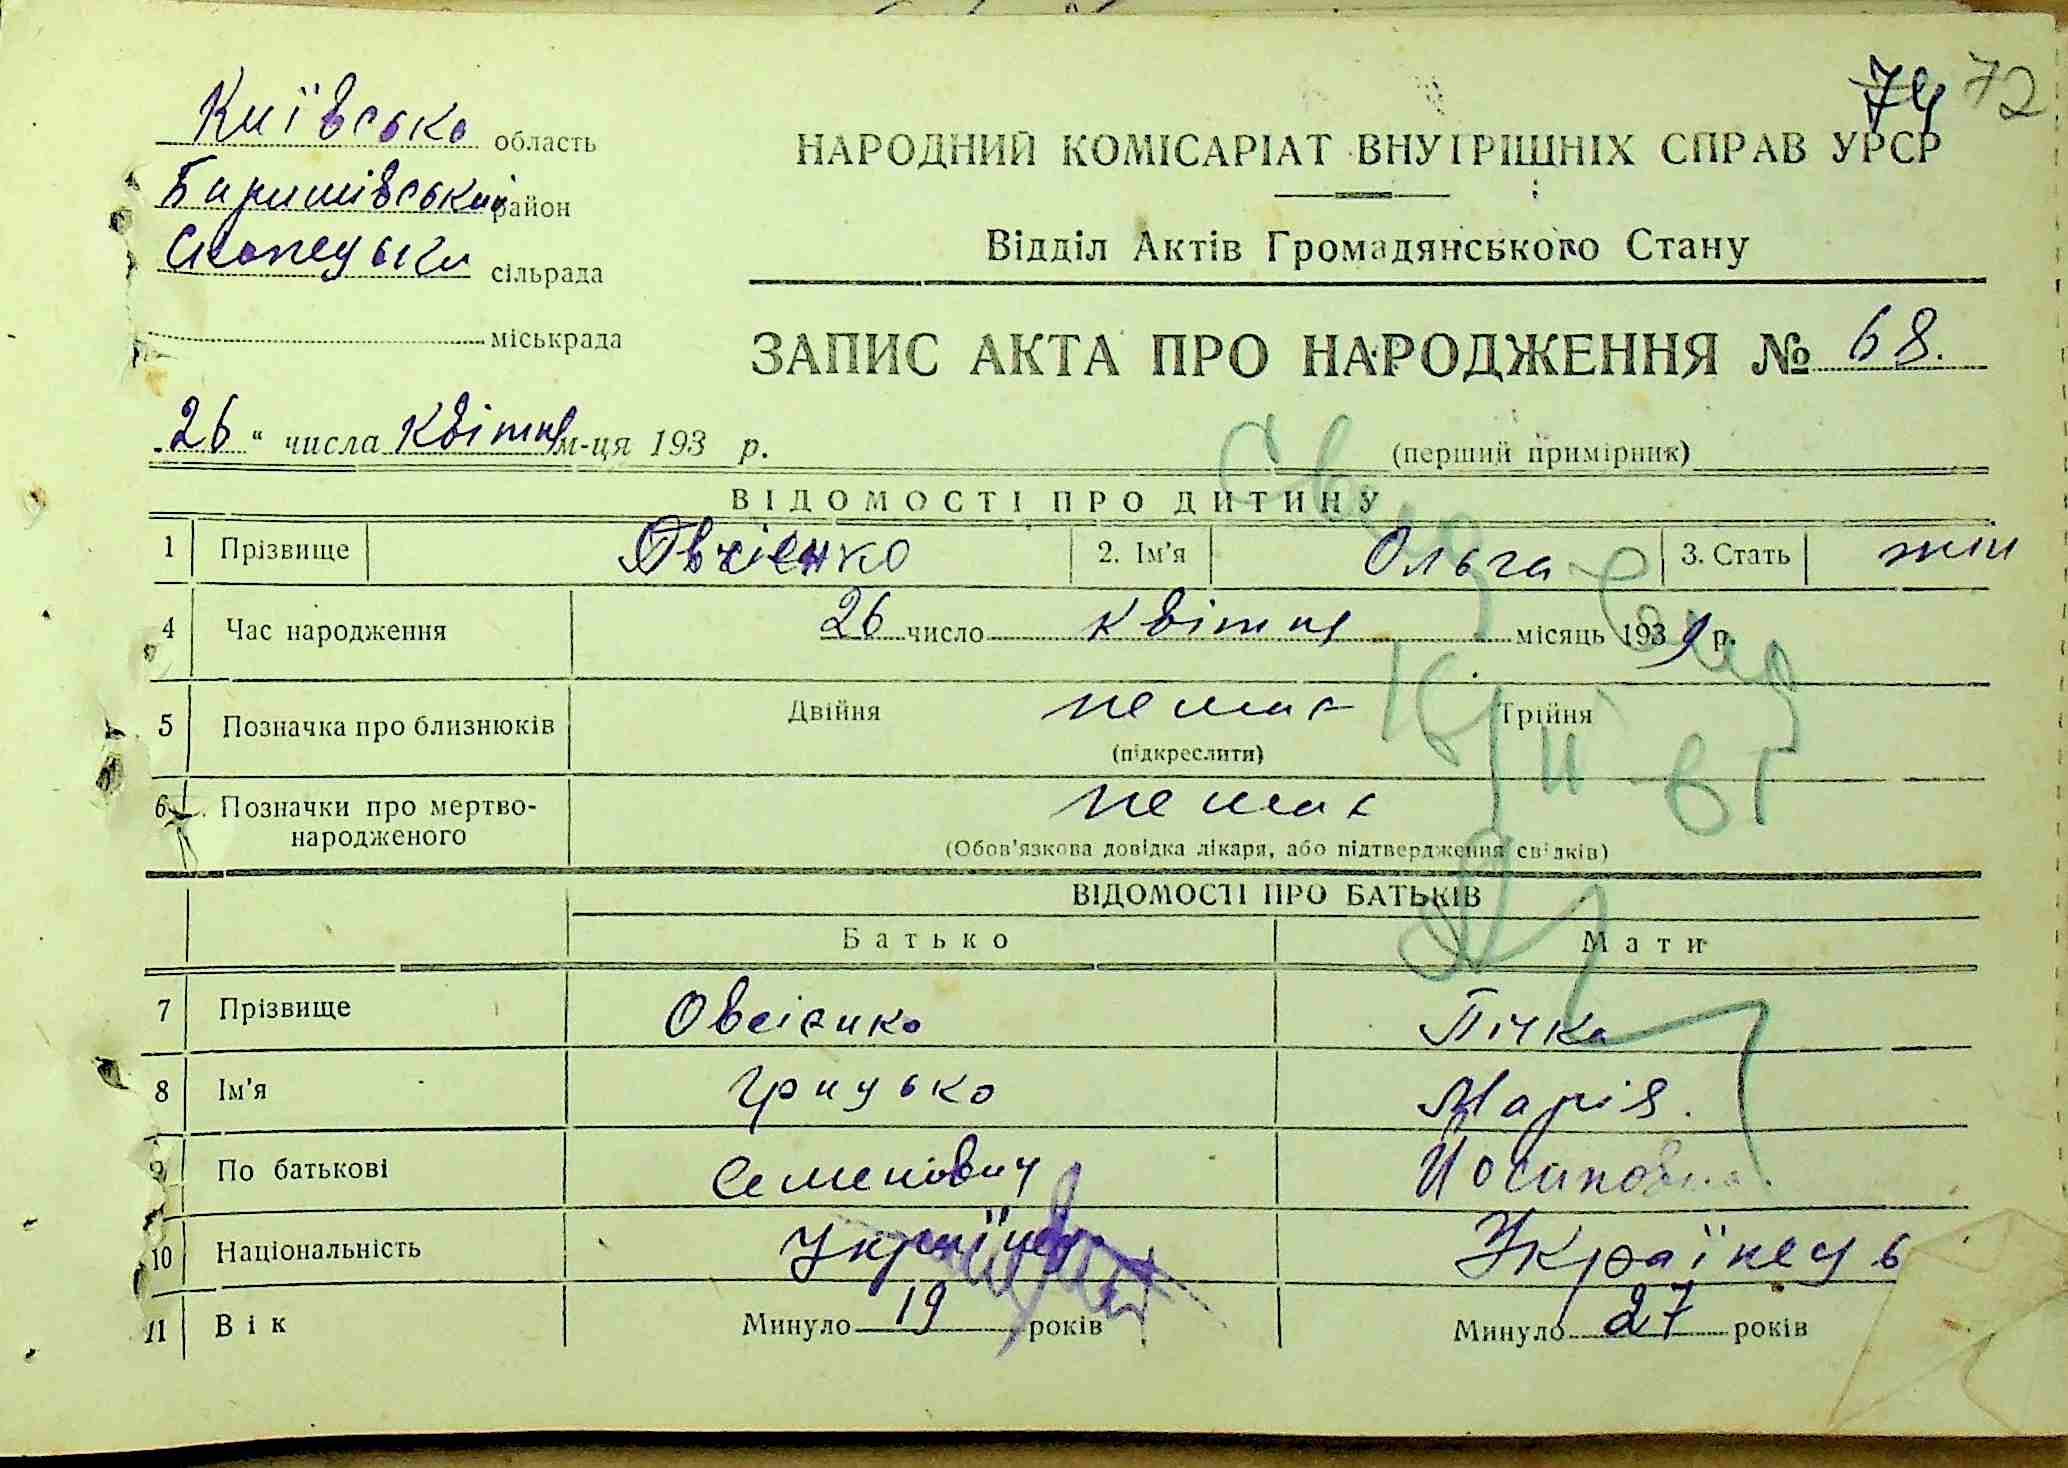 74 72
Київська область
Баришівський район
сільрада
міськрада
НАРОДНИЙ КОМІСАРІАТ ВНУТРІШНІХ СПРАВ УРСР
Відділ Актів Громадянського Стану
ЗАПИС АКТА ПРО НАРОДЖЕННЯ № 68.
26 " числа Квітня м-ця 193 р.
(перший примірник)
ВІДОМОСТІ ПРО ДИТИНУ
1 Прізвище Овсієнко 2. Ім'я Ольга 3. Стать жін
4 Час народження 26 число квітня місяць 1939 р.
5 Позначка про близнюків Двійня немає Трійня
(підкреслити)
6 Позначки про мертво-
народженого немає
(Обов'язкова довідка лікаря, або підтвердження свідків)
ВІДОМОСТІ ПРО БАТЬКІВ
Батько Мати
7 Прізвище Овсієнко Пічка
8 Ім'я Грицько Марія.
9 По батькові Семенович Йосиповна
10 Національність Українець Українець
11 Вік Минуло 19 років Минуло 27 років